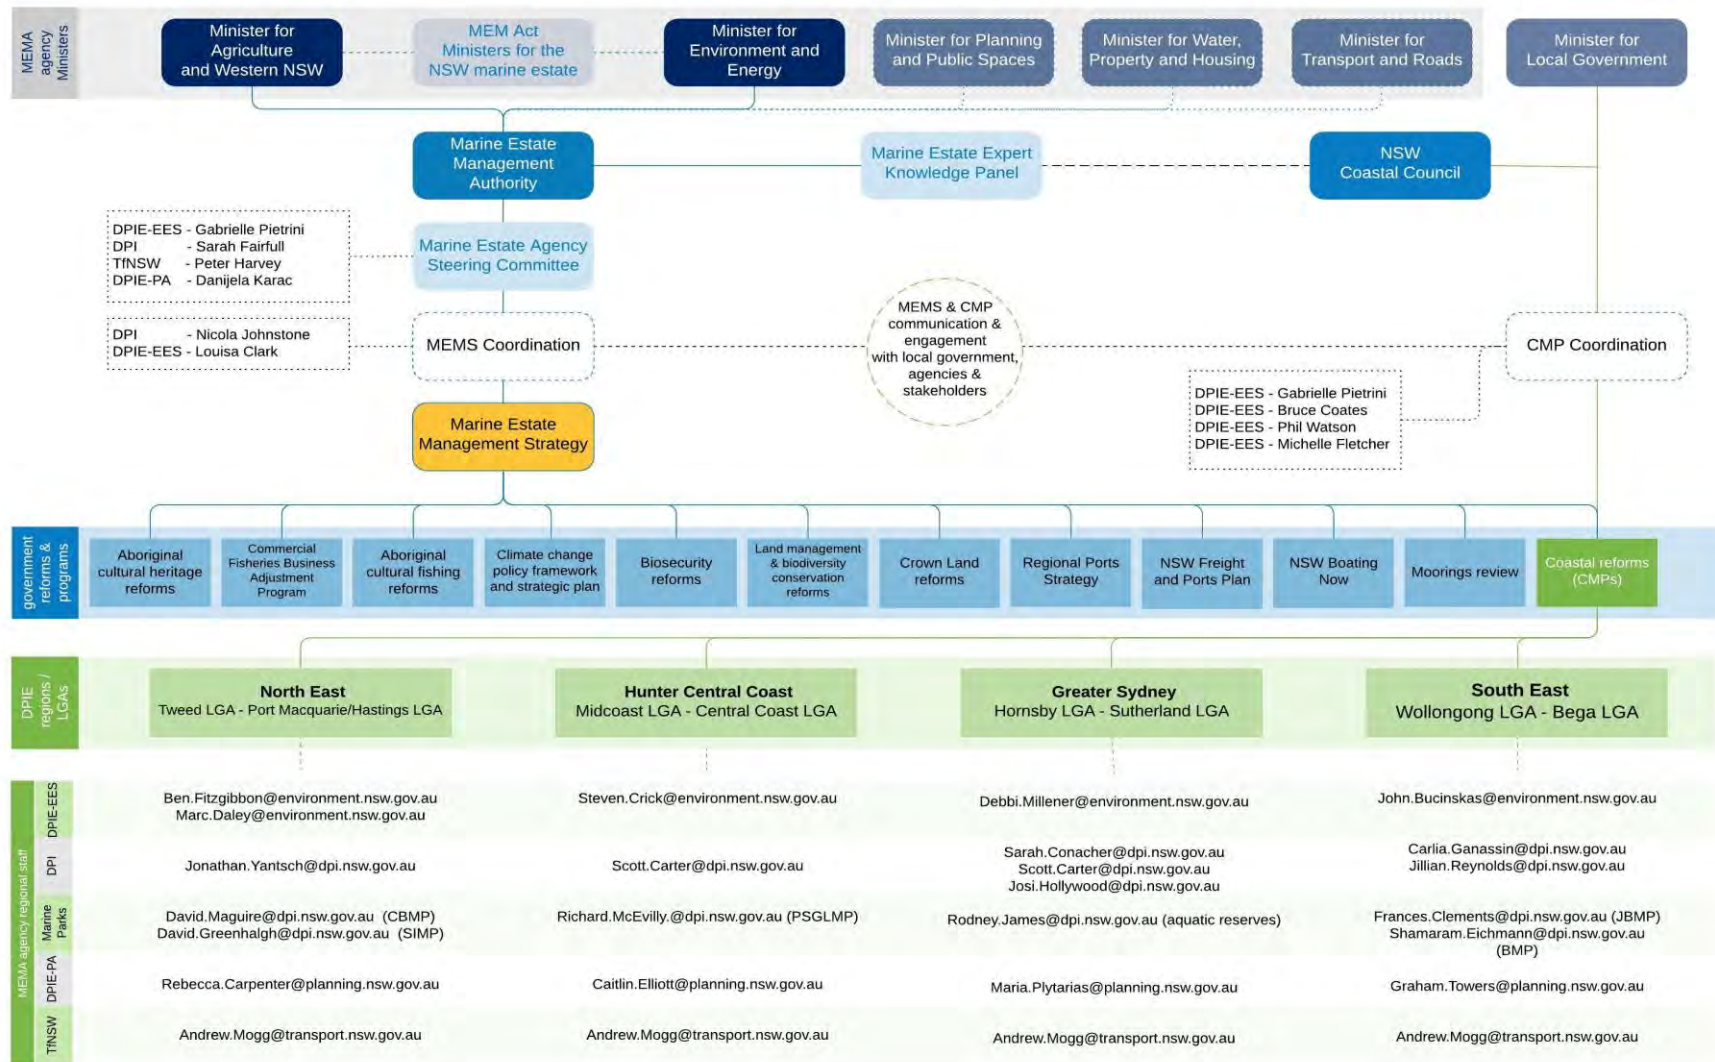 MEMA
agency
Ministers
Minister for
Agriculture
and Western NSW
MEM Act
Ministers for the
NSW marine estate
Minister for
Environment and
Energy
Minister for Planning
and Public Spaces
Minister for Water,
Property and Housing
Minister for
Transport and Roads
Minister for
Local Government
Marine Estate
Management
Authority
Marine Estate Expert
Knowledge Panel
NSW
Coastal Council
DPIE-EES - Gabrielle Pietrini
DPI - Sarah Fairfull
TfNSW - Peter Harvey
DPIE-PA - Danijela Karac
Marine Estate Agency
Steering Committee
DPI - Nicola Johnstone
DPIE-EES - Louisa Clark
MEMS Coordination
MEMS & CMP
communication &
engagement
with local government,
agencies &
stakeholders
CMP Coordination
DPIE-EES - Gabrielle Pietrini
DPIE-EES - Bruce Coates
DPIE-EES - Phil Watson
DPIE-EES - Michelle Fletcher
Marine Estate
Management Strategy
government
reforms &
programs
Aboriginal
cultural heritage
reforms
Commercial
Fisheries Business
Adjustment
Program
Aboriginal
cultural fishing
reforms
Climate change
policy framework
and strategic plan
Biosecurity
reforms
Land management
& biodiversity
conservation
reforms
Crown Land
reforms
Regional Ports
Strategy
NSW Freight
and Ports Plan
NSW Boating
Now
Moorings review
Coastal reforms
(CMPs)
DPIE
regions /
LGAs
North East
Tweed LGA - Port Macquarie/Hastings LGA
Hunter Central Coast
Midcoast LGA - Central Coast LGA
Greater Sydney
Hornsby LGA - Sutherland LGA
South East
Wollongong LGA - Bega LGA
MEMA agency regional staff
DPIE-EES
Ben.Fitzgibbon@environment.nsw.gov.au
Marc.Daley@environment.nsw.gov.au
Steven.Crick@environment.nsw.gov.au
Debbi.Millener@environment.nsw.gov.au
John.Bucinskas@environment.nsw.gov.au
DPI
Jonathan.Yantsch@dpi.nsw.gov.au
Scott.Carter@dpi.nsw.gov.au
Sarah.Conacher@dpi.nsw.gov.au
Scott.Carter@dpi.nsw.gov.au
Josi.Hollywood@dpi.nsw.gov.au
Carlia.Ganassin@dpi.nsw.gov.au
Jillian.Reynolds@dpi.nsw.gov.au
Marine
Parks
David.Maguire@dpi.nsw.gov.au (CBMP)
David.Greenhalgh@dpi.nsw.gov.au (SIMP)
Richard.McEvilly.@dpi.nsw.gov.au (PSGLMP)
Rodney.James@dpi.nsw.gov.au (aquatic reserves)
Frances.Clements@dpi.nsw.gov.au (JBMP)
Shamaram.Eichmann@dpi.nsw.gov.au
(BMP)
DPIE-PA
Rebecca.Carpenter@planning.nsw.gov.au
Caitlin.Elliott@planning.nsw.gov.au
Maria.Plytarias@planning.nsw.gov.au
Graham.Towers@planning.nsw.gov.au
TfNSW
Andrew.Mogg@transport.nsw.gov.au
Andrew.Mogg@transport.nsw.gov.au
Andrew.Mogg@transport.nsw.gov.au
Andrew.Mogg@transport.nsw.gov.au